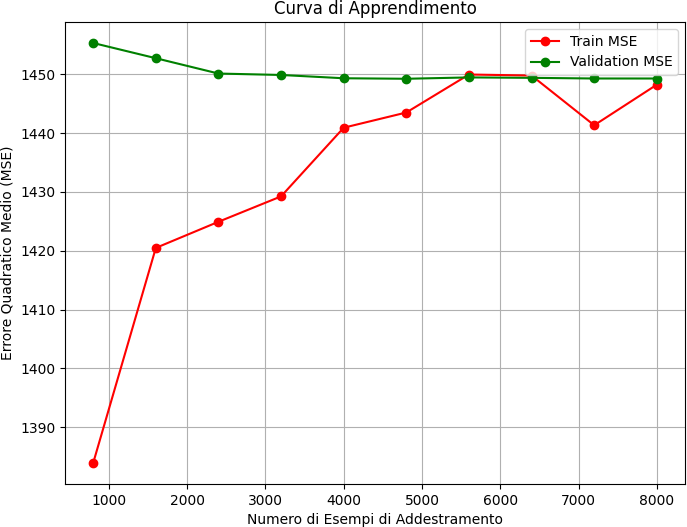 Curva di Apprendimento
Train MSE
Validation MSE
Errore Quadratico Medio (MSE)
1450
1440
1430
1420
1410
1400
1390
1000 2000 3000 4000 5000 6000 7000 8000
Numero di Esempi di Addestramento